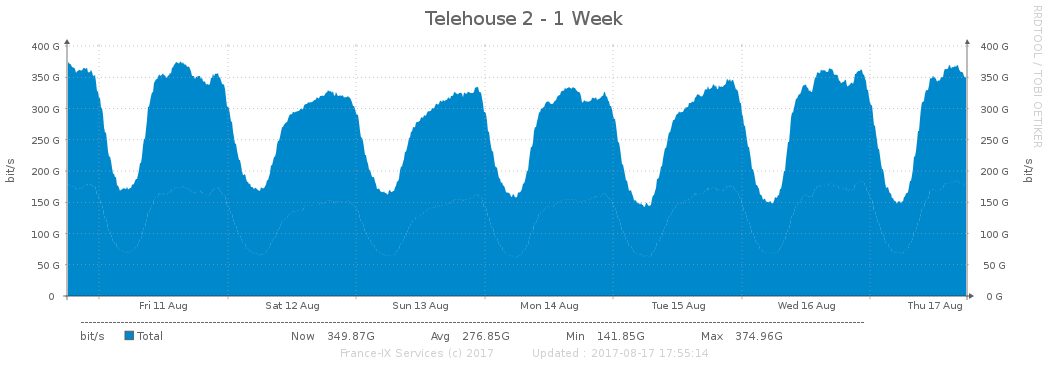 Telehouse 2 - 1 Week
RRDTOOL / TOBI OETIKER
400 G 400 G
350 G 350 G
300 G 300 G
250 G 250 G
200 G 200 G
150 G 150 G
100 G 100 G
50 G 50 G
0 0 G
bit/s bit/s
Fri 11 Aug Sat 12 Aug Sun 13 Aug Mon 14 Aug Tue 15 Aug Wed 16 Aug Thu 17 Aug
bit/s Total Now 349.87G Avg 276.85G Min 141.85G Max 374.96G
France-IX Services (c) 2017 Updated : 2017-08-17 17:55:14